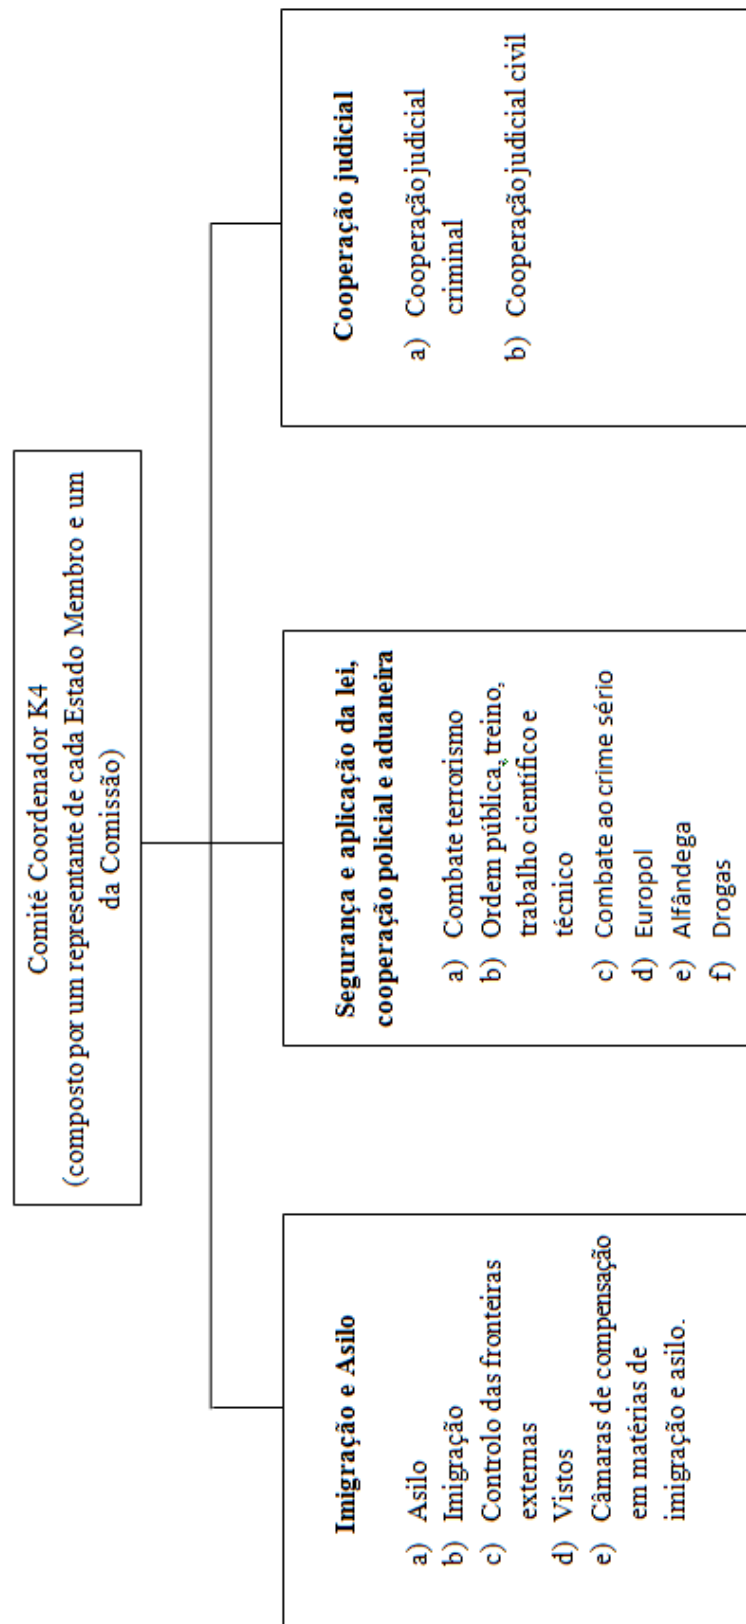 Comité Coordenador K4
(composto por um representante de cada Estado Membro e um
da Comissão)
Imigração e Asilo
a) Asilo
b) Imigração
c) Controlo das fronteiras
externas
d) Vistos
e) Câmaras de compensação
em matérias de
imigração e asilo.
Segurança e aplicação da lei,
cooperação policial e aduaneira
a) Combate terrorismo
b) Ordem pública, treino,
trabalho científico e
técnico
c) Combate ao crime sério
d) Europol
e) Alfândega
f) Drogas
Cooperação judicial
a) Cooperação judicial
criminal
b) Cooperação judicial civil